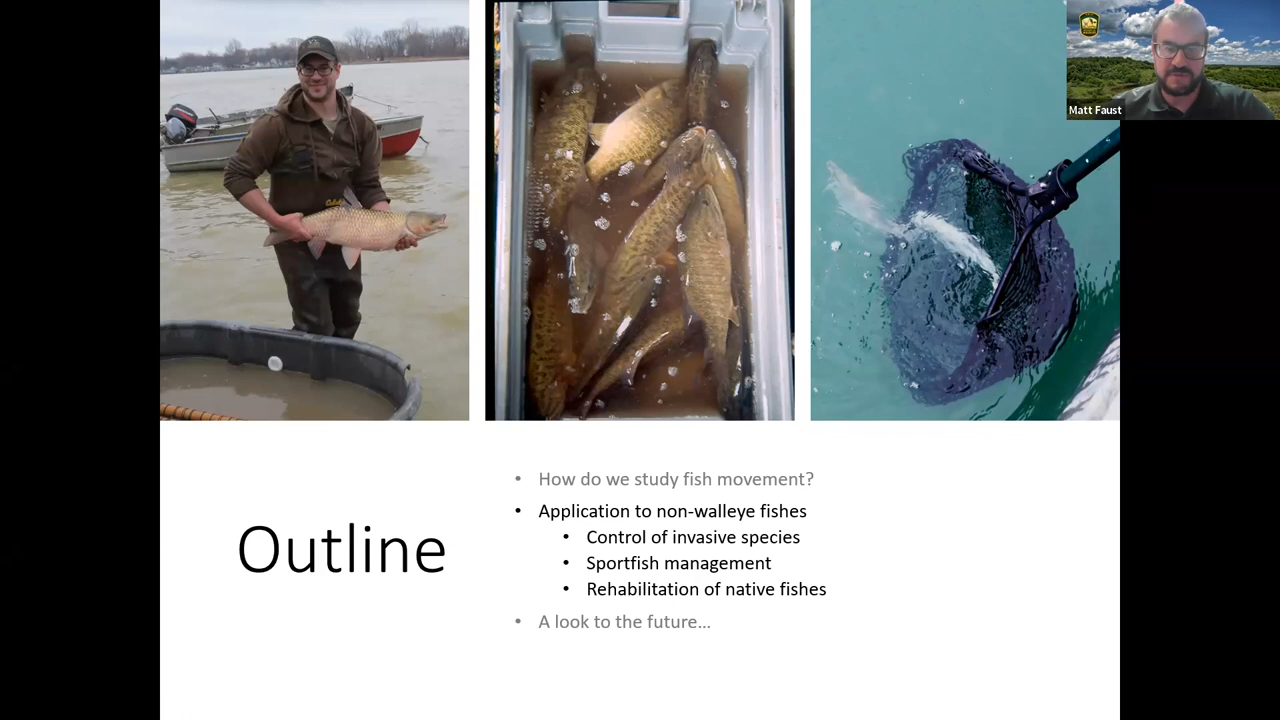 Matt Faust
Outline
• How do we study fish movement?
• Application to non-walleye fishes
• Control of invasive species
• Sportfish management
• Rehabilitation of native fishes
• A look to the future...